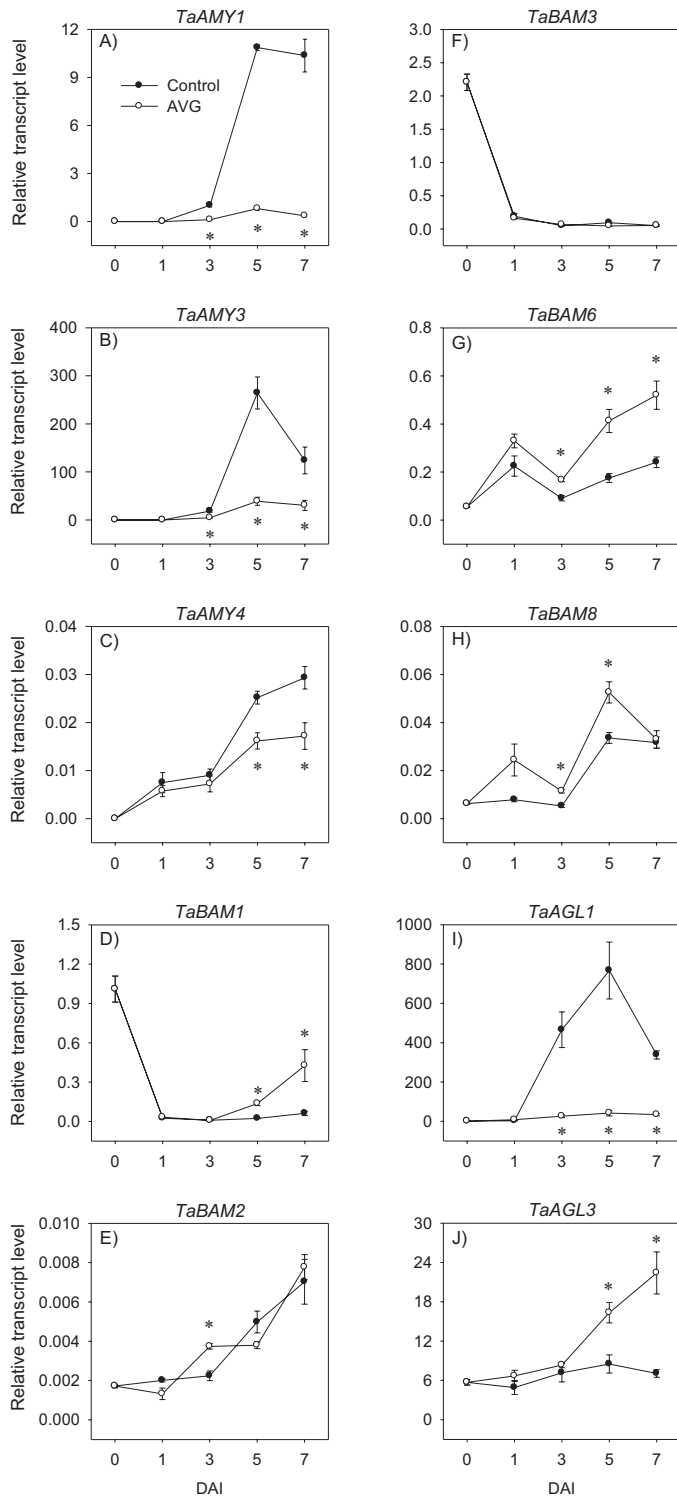 TaAMY1
A)
Control
AVG
Relative transcript level
12
9
6
3
0
* * *
0 1 3 5 7
TaBAM3
F)
3.0
2.5
2.0
1.5
1.0
0.5
0.0
0 1 3 5 7
TaAMY3
B)
Relative transcript level
400
300
200
100
0
* * *
0 1 3 5 7
TaBAM6
G)
0.8
0.6
0.4
0.2
0.0
* * *
0 1 3 5 7
TaAMY4
C)
Relative transcript level
0.04
0.03
0.02
0.01
0.00
* *
0 1 3 5 7
TaBAM8
H)
0.08
0.06
0.04
0.02
0.00
* *
0 1 3 5 7
TaBAM1
D)
Relative transcript level
1.5
1.2
0.9
0.6
0.3
0.0
* *
0 1 3 5 7
TaAGL1
I)
1000
800
600
400
200
0
* * *
0 1 3 5 7
TaBAM2
E)
Relative transcript level
0.010
0.008
0.006
0.004
0.002
0.000
*
0 1 3 5 7
DAI
TaAGL3
J)
30
24
18
12
6
0
* *
0 1 3 5 7
DAI